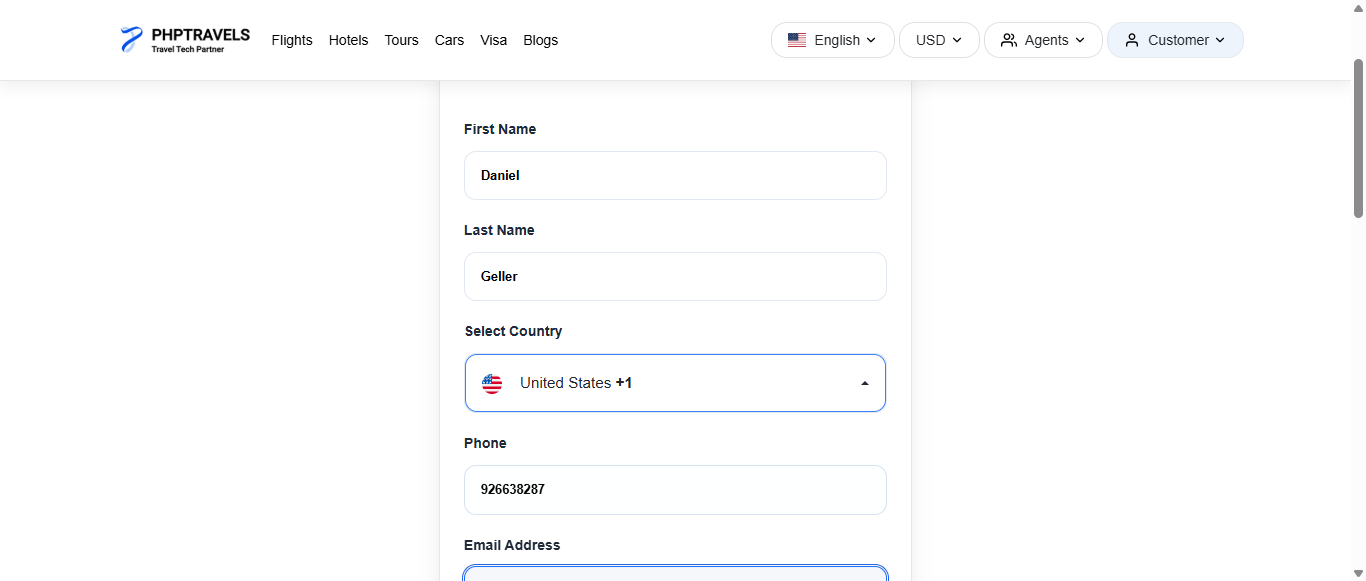 PHPTRAVELS
Travel Tech Partner
Flights Hotels Tours Cars Visa Blogs
English USD Agents Customer
First Name
Daniel
Last Name
Geller
Select Country
United States +1
Phone
926638287
Email Address